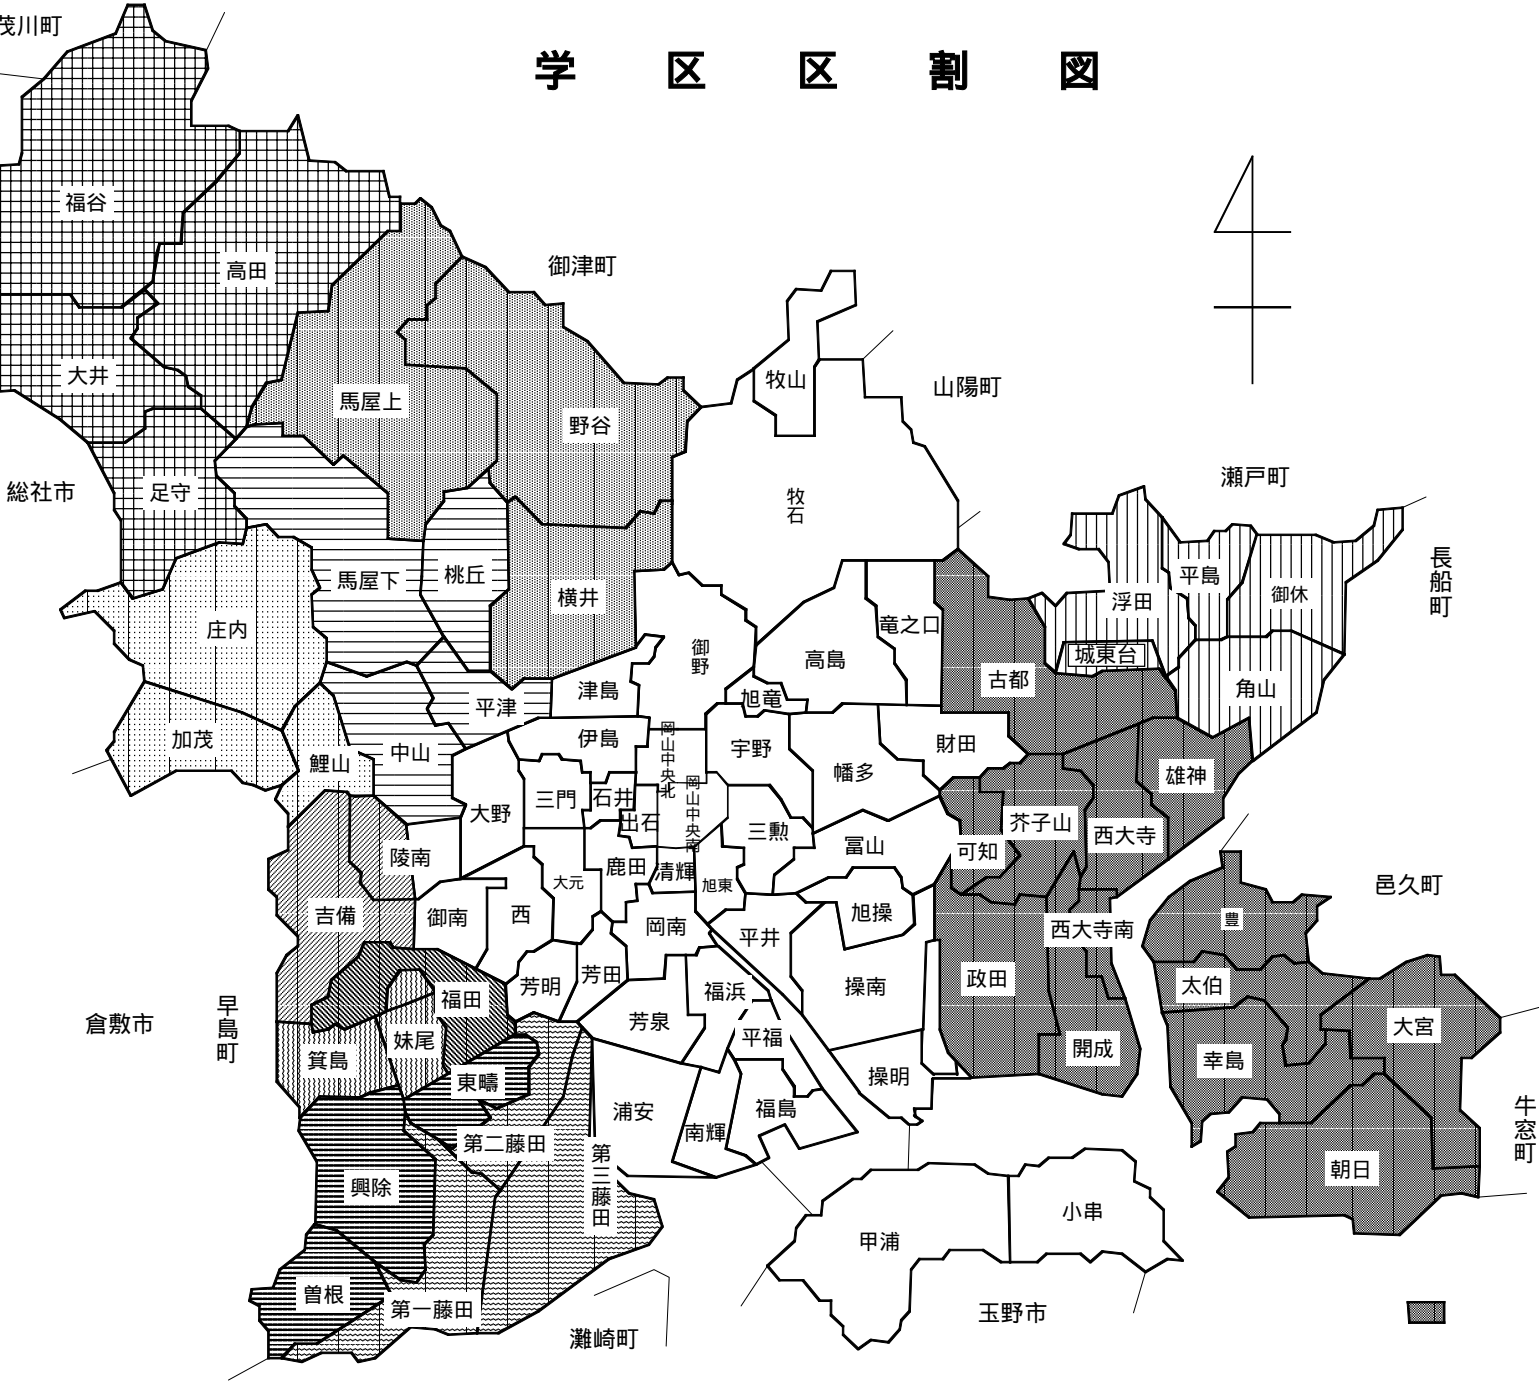 学区区割図
茂川町
福谷
高田
御津町
大井
馬屋上
野谷
牧山
山陽町
総社市
足守
牧石
瀬戸町
長船町
馬屋下
桃丘
横井
庄内
平島
浮田
御休
竜之口
御野
高島
城東台
古都
角山
津島
旭竜
平津
加茂
鯉山
中山
伊島
岡山中央北
宇野
財田
幡多
雄神
大野
三門
石井
出石
岡山中央南
三勲
芥子山
西大寺
冨山
可知
陵南
鹿田
清輝
旭東
大元
邑久町
吉備
御南
西
岡南
旭操
平井
西大寺南
豊
芳明
芳田
福浜
操南
政田
太伯
福田
倉敷市
早島町
妹尾
芳泉
平福
大宮
箕島
東疇
操明
開成
幸島
浦安
福島
南輝
牛窓町
第二藤田
第三藤田
興除
朝日
小串
甲浦
曽根
第一藤田
灘崎町
玉野市